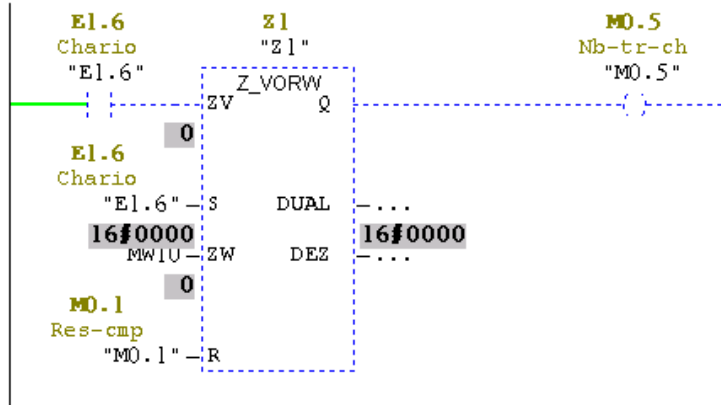 E1.6 Z1 M0.5
Chario "Z1" Nb-tr-ch
"E1.6" Z_VORW "M0.5"
ZV Q
0
E1.6
Chario
"E1.6" S DUAL ...
16#0000 16#0000
MW10 ZW DEZ ...
0
M0.1
Res-cmp
"M0.1" R